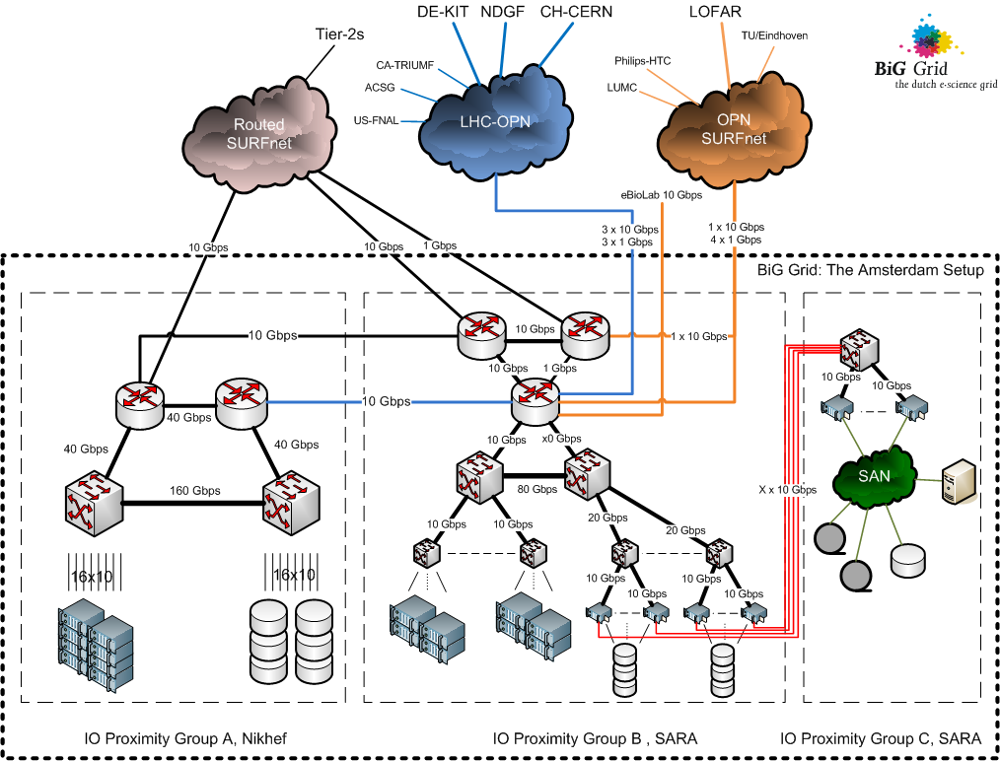 DE-KIT NDGF CH-CERN
LOFAR
Tier-2s
TU/Eindhoven
CA-TRIUMF
Philips-HTC
ACSG
LUMC
US-FNAL
BiG Grid
the dutch e-science grid
Routed
SURFnet
LHC-OPN
OPN
SURFnet
eBioLab 10 Gbps
3 x 10 Gbps
3 x 1 Gbps
1 x 10 Gbps
4 x 1 Gbps
10 Gbps
10 Gbps
1 Gbps
BiG Grid: The Amsterdam Setup
10 Gbps
10 Gbps
1 x 10 Gbps
10 Gbps
1 Gbps
10 Gbps
10 Gbps
10 Gbps
40 Gbps
40 Gbps
40 Gbps
10 Gbps
x0 Gbps
160 Gbps
80 Gbps
X x 10 Gbps
SAN
10 Gbps
10 Gbps
20 Gbps
20 Gbps
16x10
16x10
10 Gbps
10 Gbps
10 Gbps
10 Gbps
IO Proximity Group A, Nikhef
IO Proximity Group B , SARA
IO Proximity Group C, SARA